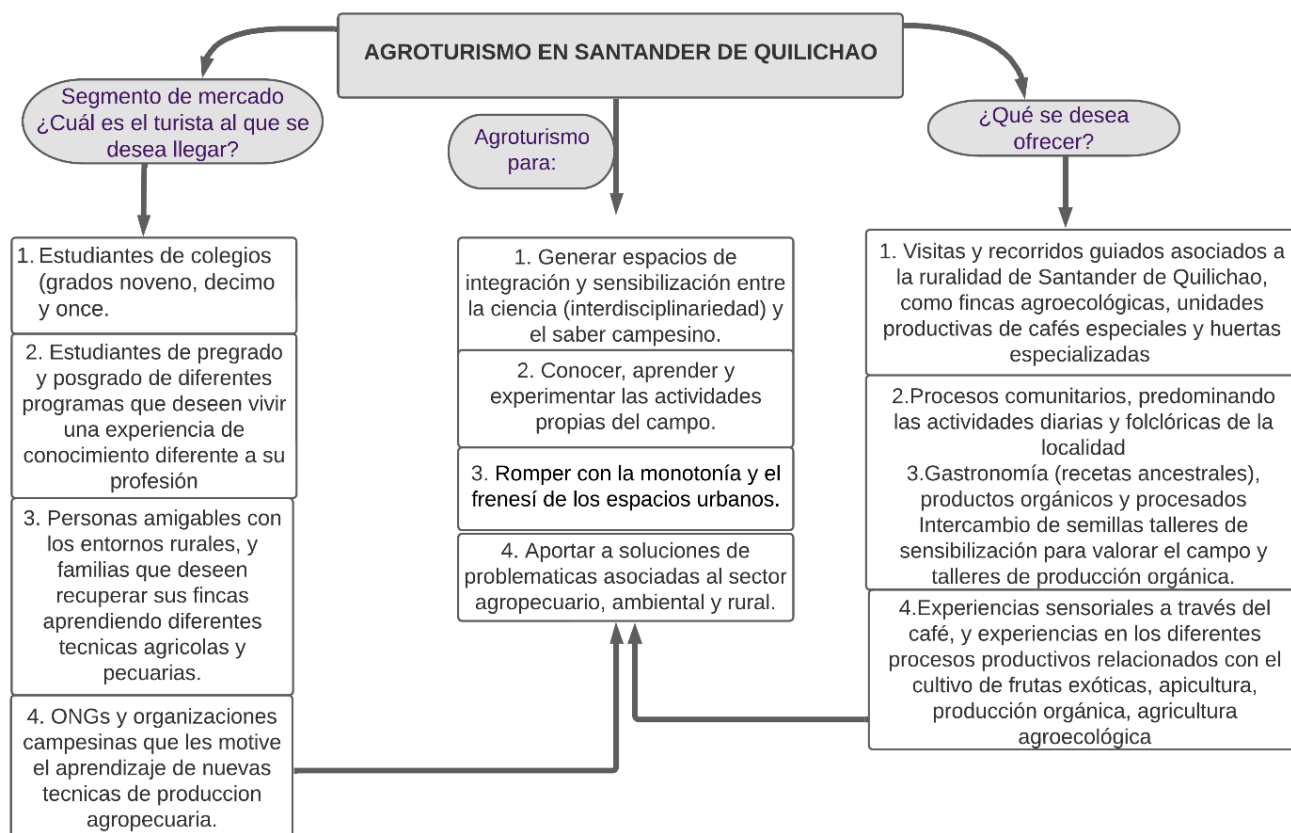 AGROTURISMO EN SANTANDER DE QUILICHAO
Segmento de mercado
¿Cuál es el turista al que se
desea llegar?
1. Estudiantes de colegios
(grados noveno, decimo
y once.
2. Estudiantes de pregrado
y posgrado de diferentes
programas que deseen vivir
una experiencia de
conocimiento diferente a su
profesión
3. Personas amigables con
los entornos rurales, y
familias que deseen
recuperar sus fincas
aprendiendo diferentes
tecnicas agricolas y
pecuarias.
4. ONGs y organizaciones
campesinas que les motive
el aprendizaje de nuevas
tecnicas de produccion
agropecuaria.
Agroturismo
para:
1. Generar espacios de
integración y sensibilización entre
la ciencia (interdisciplinariedad) y
el saber campesino.
2. Conocer, aprender y
experimentar las actividades
propias del campo.
3. Romper con la monotonía y el
frenesí de los espacios urbanos.
4. Aportar a soluciones de
problematicas asociadas al sector
agropecuario, ambiental y rural.
¿Qué se desea
ofrecer?
1. Visitas y recorridos guiados asociados a
la ruralidad de Santander de Quilichao,
como fincas agroecológicas, unidades
productivas de cafés especiales y huertas
especializadas
2.Procesos comunitarios, predominando
las actividades diarias y folclóricas de la
localidad
3.Gastronomía (recetas ancestrales),
productos orgánicos y procesados
Intercambio de semillas talleres de
sensibilización para valorar el campo y
talleres de producción orgánica.
4.Experiencias sensoriales a través del
café, y experiencias en los diferentes
procesos productivos relacionados con el
cultivo de frutas exóticas, apicultura,
producción orgánica, agricultura
agroecológica